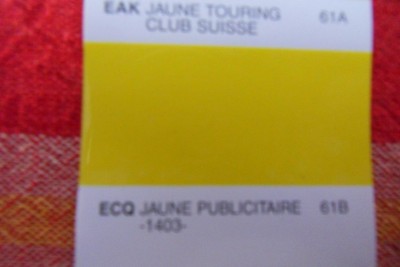 EAK JAUNE TOURING 61A
CLUB SUISSE
ECQ JAUNE PUBLICITAIRE 61B
-1403-